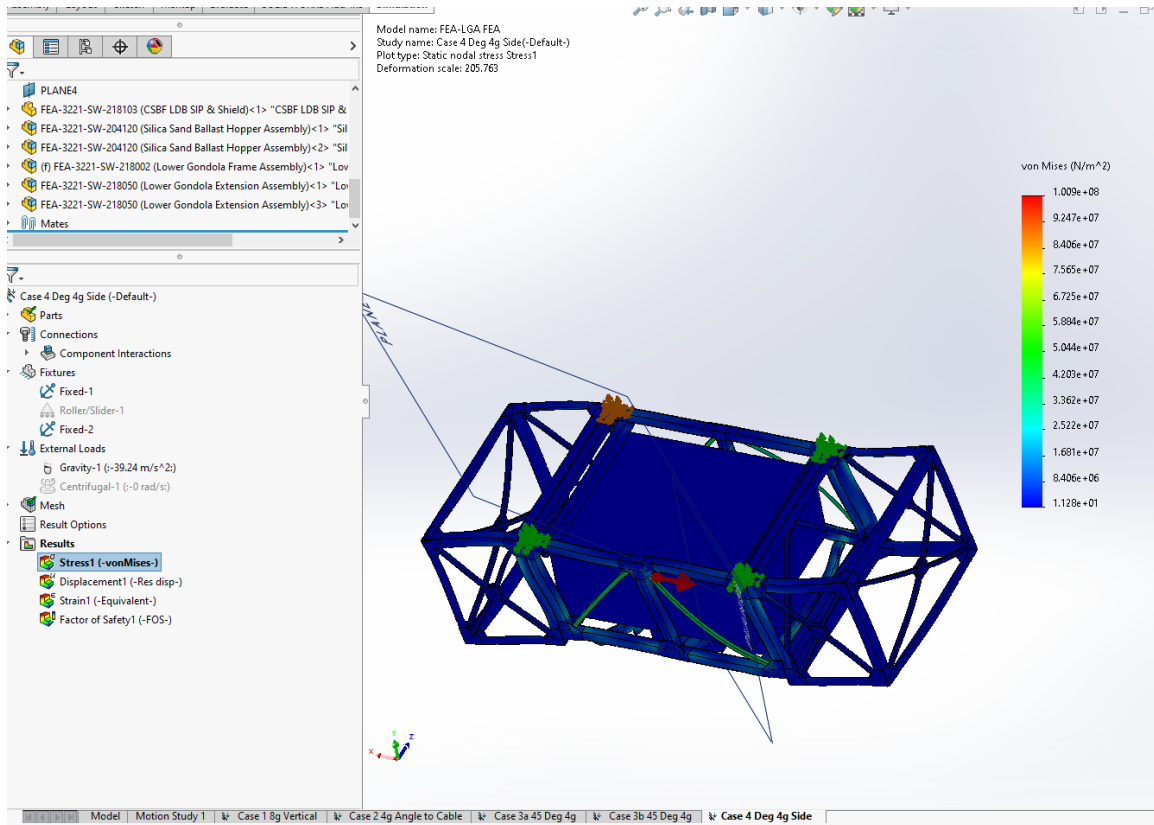 Model name: FEA-LGA FEA
Study name: Case 4 Deg 4g Side(-Default-)
Plot type: Static nodal stress Stress1
Deformation scale: 205.763
PLANE4
FEA-3221-SW-218103 (CSBF LDB SIP & Shield)<1> "CSBF LDB SIP &
FEA-3221-SW-204120 (Silica Sand Ballast Hopper Assembly)<1> "Sil
FEA-3221-SW-204120 (Silica Sand Ballast Hopper Assembly)<2> "Sil
(f) FEA-3221-SW-218002 (Lower Gondola Frame Assembly)<1> "Low
FEA-3221-SW-218050 (Lower Gondola Extension Assembly)<1> "Lo
FEA-3221-SW-218050 (Lower Gondola Extension Assembly)<3> "Lo
Mates
Case 4 Deg 4g Side (-Default-)
Parts
Connections
Component Interactions
Fixtures
Fixed-1
Roller/Slider-1
Fixed-2
External Loads
Gravity-1 (:-39.24 m/s^2:)
Centrifugal-1 (:-0 rad/s:)
Mesh
Result Options
Results
Stress1 (-vonMises-)
Displacement1 (-Res disp-)
Strain1 (-Equivalent-)
Factor of Safety1 (-FOS-)
PLANE
von Mises (N/m^2)
1.009e+08
9.247e+07
8.406e+07
7.565e+07
6.725e+07
5.884e+07
5.044e+07
4.203e+07
3.362e+07
2.522e+07
1.681e+07
8.406e+06
1.128e+01
Y
Z
X
Model
Motion Study 1
Case 1 8g Vertical
Case 2 4g Angle to Cable
Case 3a 45 Deg 4g
Case 3b 45 Deg 4g
Case 4 Deg 4g Side